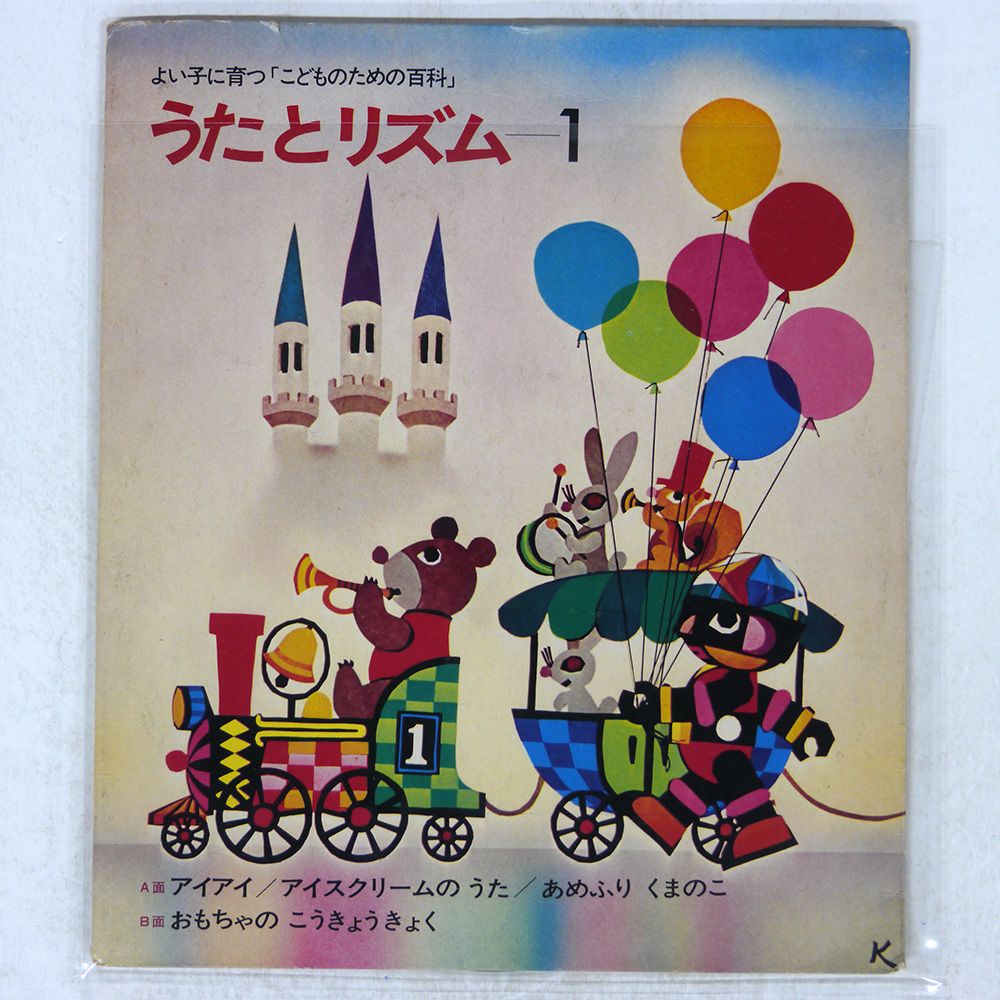 よい子に育つ「こどものための百科」
うたとリズム—1
1
A面 アイアイ／アイスクリームの うた／あめふり くまのこ
B面 おもちゃの こうきょうきょく
K